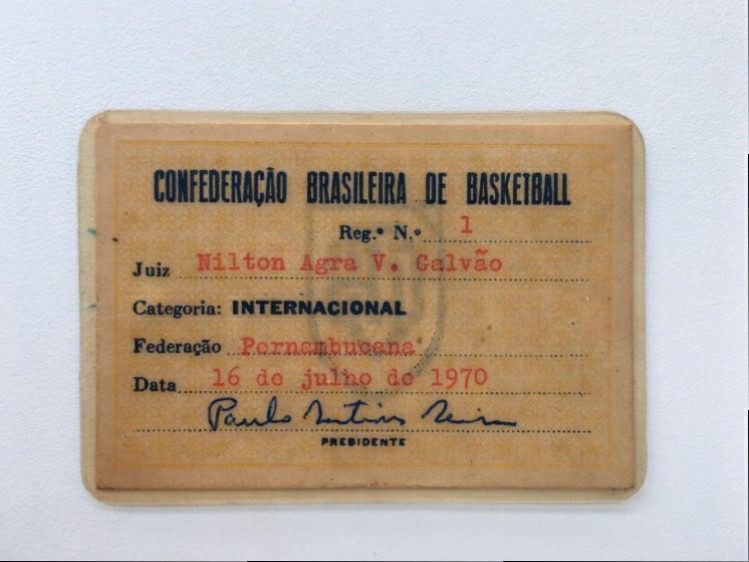 CONFEDERAÇÃO BRASILEIRA DE BASKETBALL
Reg.º N.º 1
Juiz Nilton Agra V. Galvão
Categoria: INTERNACIONAL
Federação Pernambucana
Data 16 de julho de 1970
Paulo
PRESIDENTE